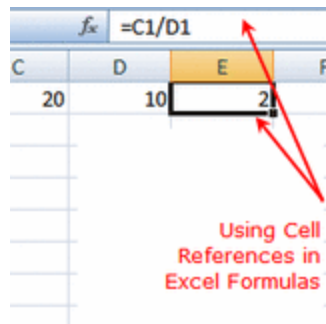 fx =C1/D1
C D E F
20 10 2
Using Cell
References in
Excel Formulas